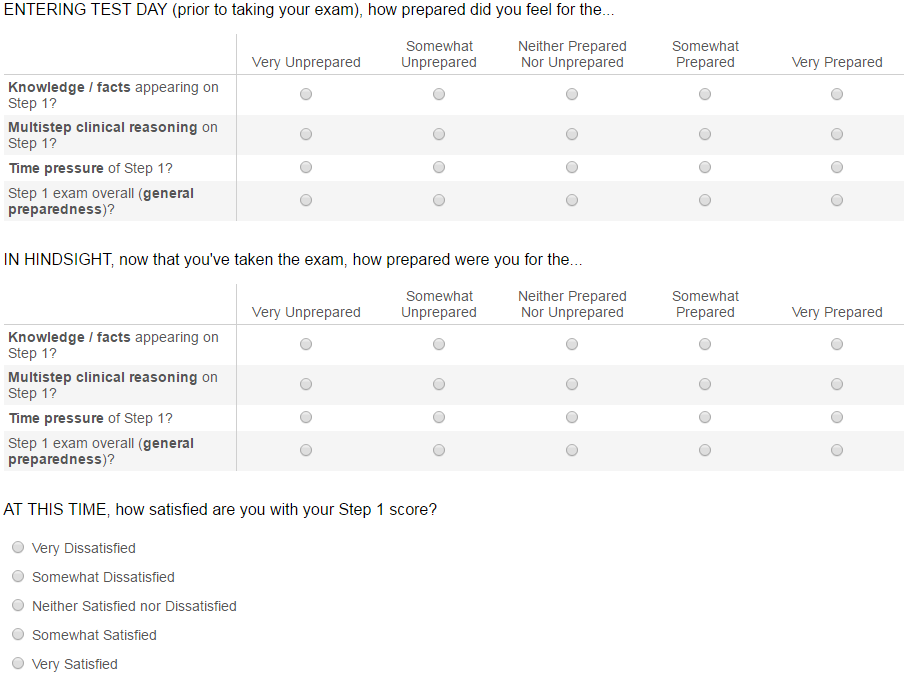 ENTERING TEST DAY (prior to taking your exam), how prepared did you feel for the...
Very Unprepared
Somewhat
Unprepared
Neither Prepared
Nor Unprepared
Somewhat
Prepared
Very Prepared
Knowledge / facts appearing on
Step 1?
Multistep clinical reasoning on
Step 1?
Time pressure of Step 1?
Step 1 exam overall (general
preparedness)?
IN HINDSIGHT, now that you've taken the exam, how prepared were you for the...
Very Unprepared
Somewhat
Unprepared
Neither Prepared
Nor Unprepared
Somewhat
Prepared
Very Prepared
Knowledge / facts appearing on
Step 1?
Multistep clinical reasoning on
Step 1?
Time pressure of Step 1?
Step 1 exam overall (general
preparedness)?
AT THIS TIME, how satisfied are you with your Step 1 score?
Very Dissatisfied
Somewhat Dissatisfied
Neither Satisfied nor Dissatisfied
Somewhat Satisfied
Very Satisfied